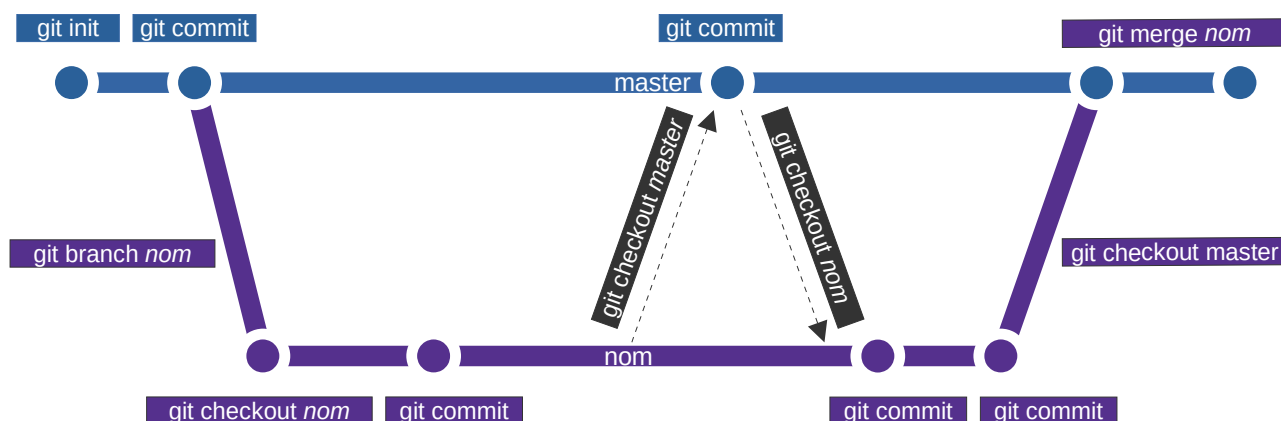 git init
git commit
git commit
git merge nom
master
git checkout master
git checkout nom
git branch nom
git checkout master
nom
git checkout nom
git commit
git commit
git commit